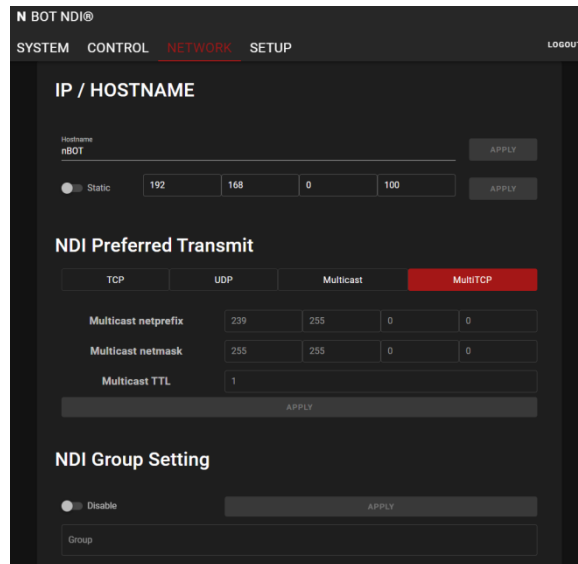 N BOT NDI®
SYSTEM CONTROL NETWORK SETUP LOGOUT
IP / HOSTNAME
Hostname
nBOT APPLY
Static 192 168 0 100 APPLY
NDI Preferred Transmit
TCP UDP Multicast MultiTCP
Multicast netprefix 239 255 0 0
Multicast netmask 255 255 0 0
Multicast TTL 1
APPLY
NDI Group Setting
Disable APPLY
Group